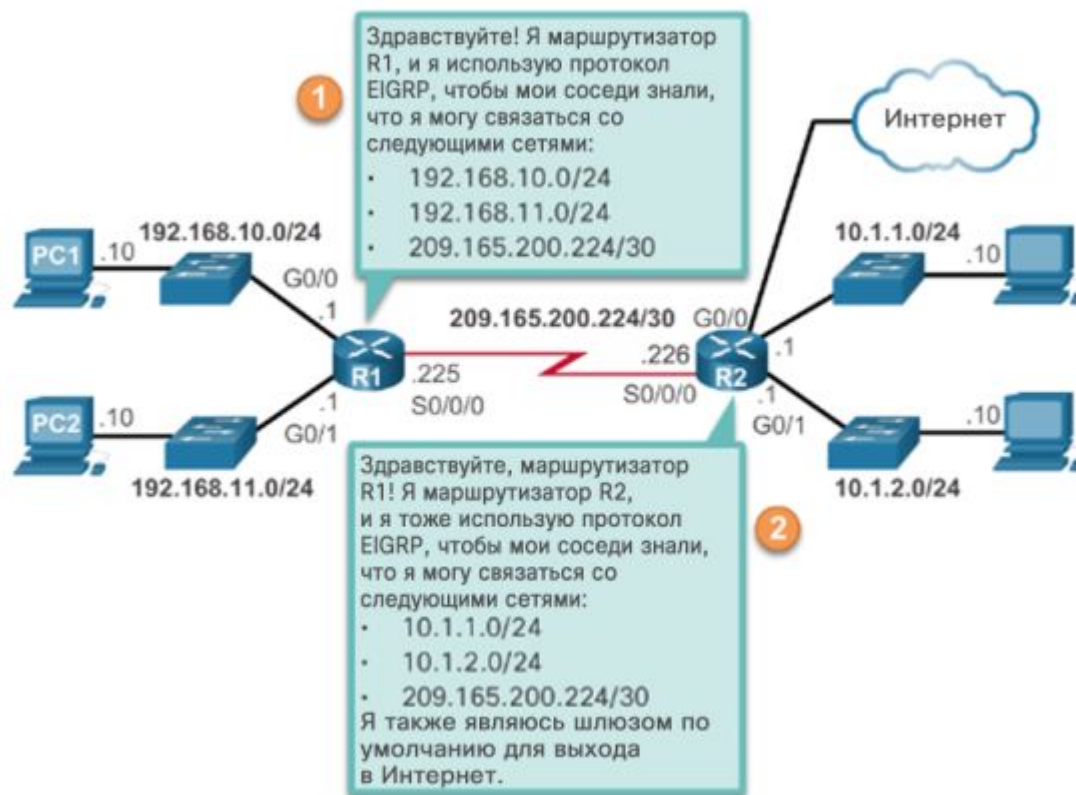 Здравствуйте! Я маршрутизатор
R1, и я использую протокол
EIGRP, чтобы мои соседи знали,
что я могу связаться со
следующими сетями:
· 192.168.10.0/24
· 192.168.11.0/24
· 209.165.200.224/30
1
Интернет
PC1
.10
192.168.10.0/24
G0/0
.1
10.1.1.0/24
.10
209.165.200.224/30
G0/0
.1
R1
.225
S0/0/0
.226
S0/0/0
R2
PC2
.10
.1
G0/1
192.168.11.0/24
.1
G0/1
.10
10.1.2.0/24
Здравствуйте, маршрутизатор
R1! Я маршрутизатор R2,
и я тоже использую протокол
EIGRP, чтобы мои соседи знали,
что я могу связаться со
следующими сетями:
· 10.1.1.0/24
· 10.1.2.0/24
· 209.165.200.224/30
Я также являюсь шлюзом по
умолчанию для выхода
в Интернет.
2